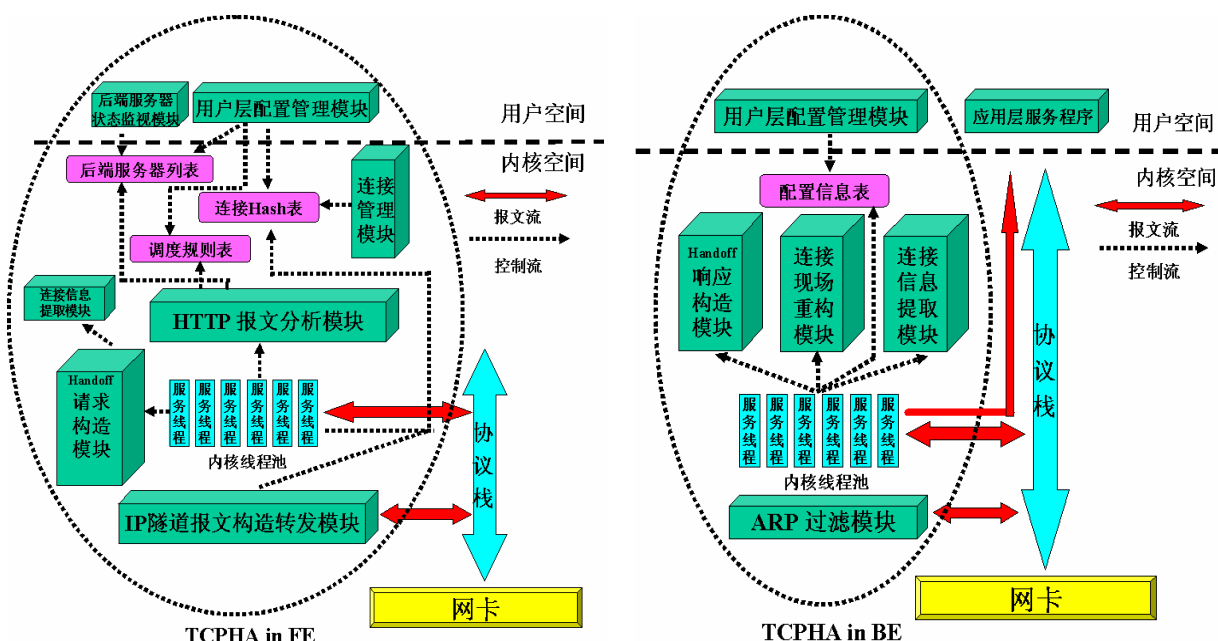 后端服务器
状态监视模块
用户层配置管理模块
用户空间
内核空间
后端服务器列表
连接Hash表
调度规则表
连接
管理
模块
报文流
控制流
连接信息
提取模块
HTTP 报文分析模块
Handoff
请求
构造
模块
服务线程
服务线程
服务线程
服务线程
服务线程
服务线程
内核线程池
IP隧道报文构造转发模块
协议栈
网卡
TCPHA in FE
用户层配置管理模块
应用层服务程序
用户空间
内核空间
配置信息表
报文流
控制流
Handoff
响应
构造
模块
连接
现场
重构
模块
连接
信息
提取
模块
服务线程
服务线程
服务线程
服务线程
服务线程
服务线程
内核线程池
ARP 过滤模块
协议栈
网卡
TCPHA in BE